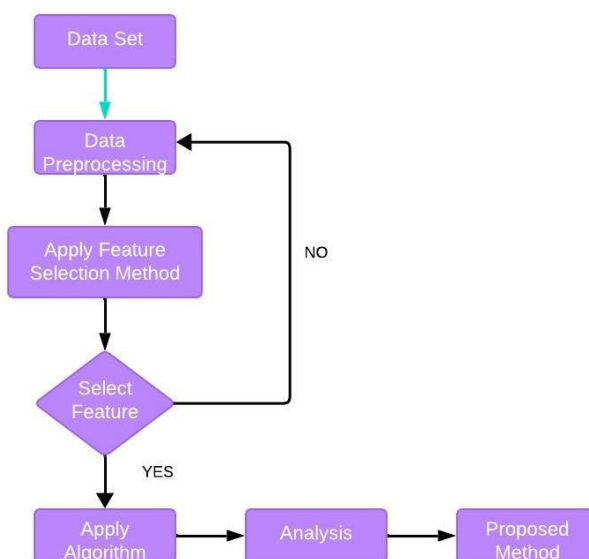 Data Set
Data
Preprocessing
Apply Feature
Selection Method
NO
Select
Feature
YES
Apply
Algorithm
Analysis
Proposed
Method